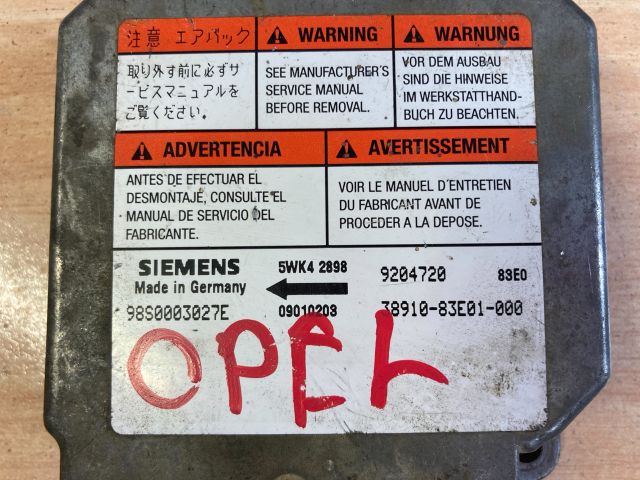 注意 エアバック
取り外す前に必ずサ
ービスマニュアルを
ご覧ください。
WARNING
SEE MANUFACTURER'S
SERVICE MANUAL
BEFORE REMOVAL.
WARNUNG
VOR DEM AUSBAU
SIND DIE HINWEISE
IM WERKSTATTHAND-
BUCH ZU BEACHTEN.
ADVERTENCIA
ANTES DE EFECTUAR EL
DESMONTAJE, CONSULTE EL
MANUAL DE SERVICIO DEL
FABRICANTE.
AVERTISSEMENT
VOIR LE MANUEL D'ENTRETIEN
DU FABRICANT AVANT DE
PROCEDER A LA DEPOSE.
SIEMENS 5WK4 2898 9204720 83E0
Made in Germany
98S0003027E 09010203 38910-83E01-000
OPEL